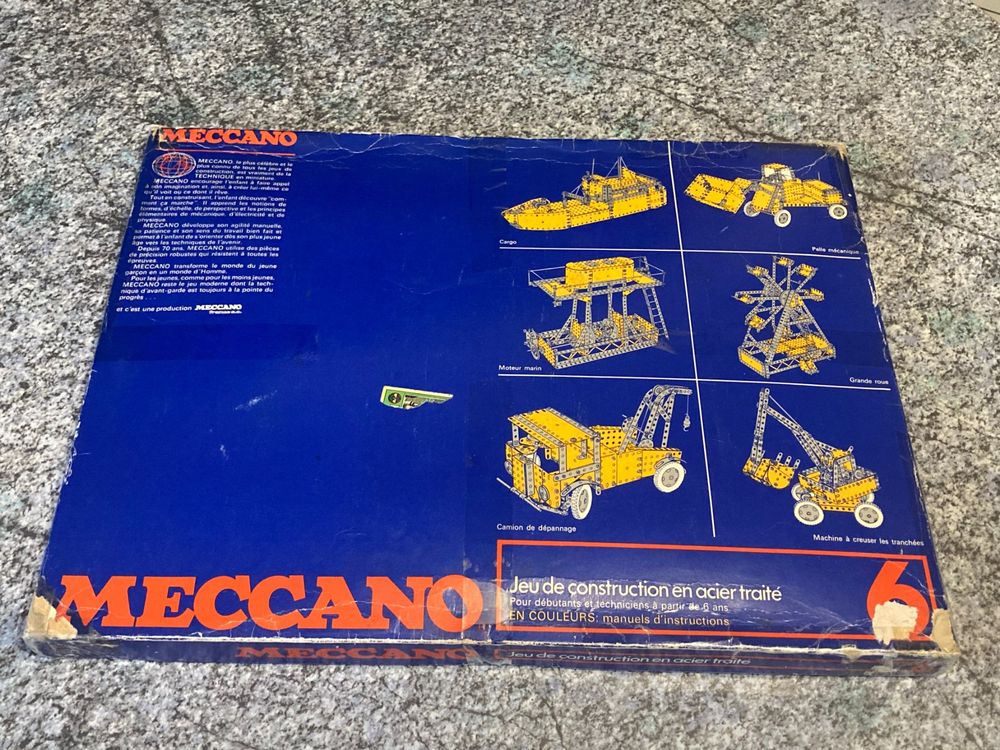 MECCANO
MECCANO, le plus célèbre et le
plus connu de tous les jeux de
construction, est vraiment de la
TECHNIQUE en miniature.
MECCANO encourage l'enfant à faire appel
à son imagination et, ainsi, à créer lui-même ce
qu'il voit ou ce dont il rêve.
Tout en construisant, l'enfant découvre "com-
ment ça marche". Il apprend les notions de
formes, d'échelle, de perspective et les principes
élémentaires de mécanique, d'électricité et de
physique.
MECCANO développe son agilité manuelle,
sa patience et son sens du travail bien fait et
permet à l'enfant de s'orienter dès son plus jeune
âge vers les techniques de l'avenir.
Depuis 70 ans, MECCANO utilise des pièces
de précision robustes qui résistent à toutes les
épreuves.
MECCANO transforme le monde du jeune
garçon en un monde d'Homme.
Pour les jeunes, comme pour les moins jeunes,
MECCANO reste le jeu moderne dont la tech-
nique d'avant-garde est toujours à la pointe du
progrès . . .
et c'est une production MECCANO
france s.a.
Cargo
Pelle mécanique
Moteur marin
Grande roue
Camion de dépannage
Machine à creuser les tranchées
MECCANO
Jeu de construction en acier traité
Pour débutants et techniciens à partir de 6 ans
EN COULEURS: manuels d'instructions
6
MECCANO
Jeu de construction en acier traité